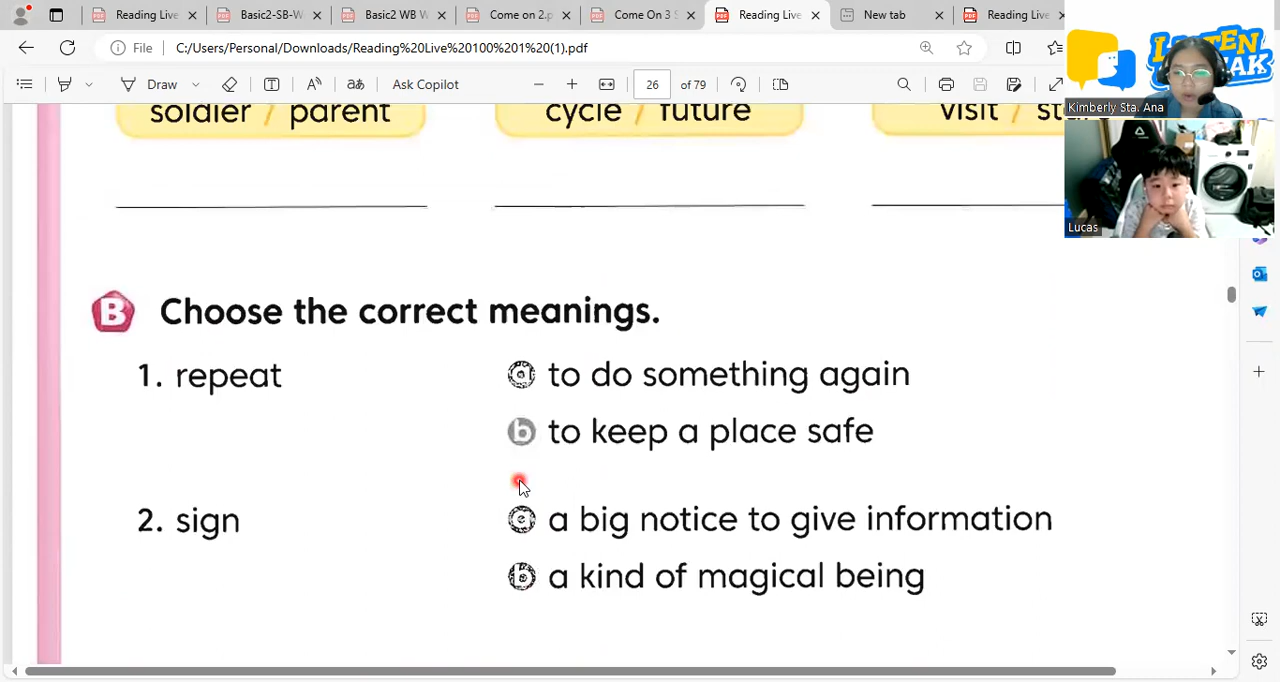 Reading Live
Basic2-SB-W
Basic2 WB W
Come on 2.p
Come On 3 S
Reading Live
New tab
Reading Live
File
C:/Users/Personal/Downloads/Reading%20Live%20100%201%20(1).pdf
Draw
Ask Copilot
26
of 79
LISTEN
Kimberly Sta. Ana
Lucas
soldier / parent
cycle / future
visit /
B Choose the correct meanings.
1. repeat
a to do something again
b to keep a place safe
2. sign
a a big notice to give information
b a kind of magical being